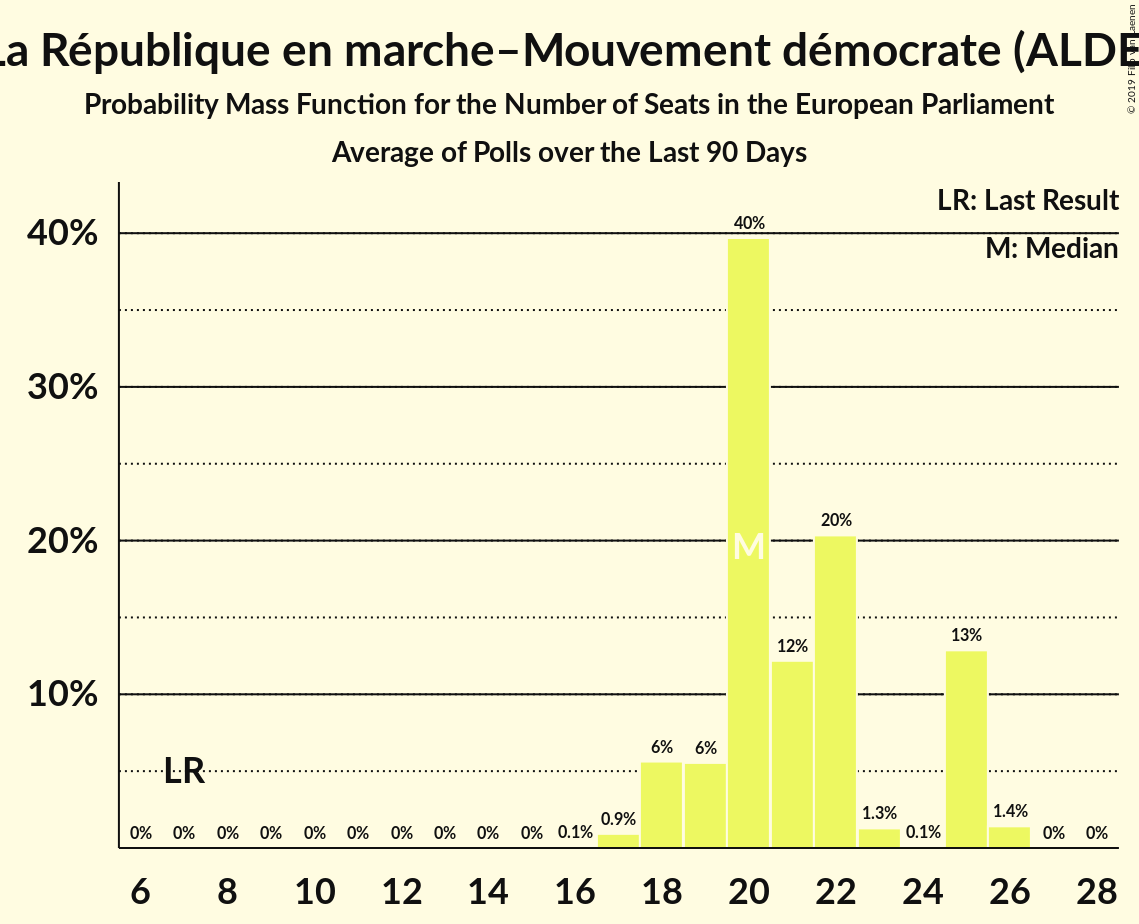 La République en marche–Mouvement démocrate (ALDE
Probability Mass Function for the Number of Seats in the European Parliament
Average of Polls over the Last 90 Days
LR: Last Result
M: Median
40%
30%
20%
10%
40%
M
20%
12%
13%
LR
6%
6%
0% 0% 0% 0% 0% 0% 0% 0% 0% 0% 0.1% 0.9%
1.3% 0.1%
1.4% 0% 0%
6 8 10 12 14 16 18 20 22 24 26 28
© 2019